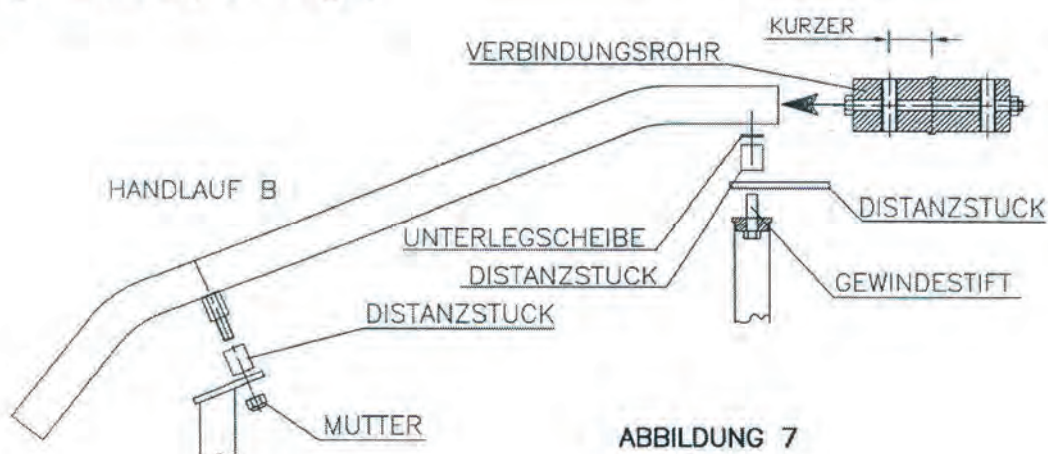 KURZER
VERBINDUNGSROHR
HANDLAUF B
DISTANZSTUCK
UNTERLEGSCHEIBE
DISTANZSTUCK
GEWINDESTIFT
DISTANZSTUCK
MUTTER
ABBILDUNG 7